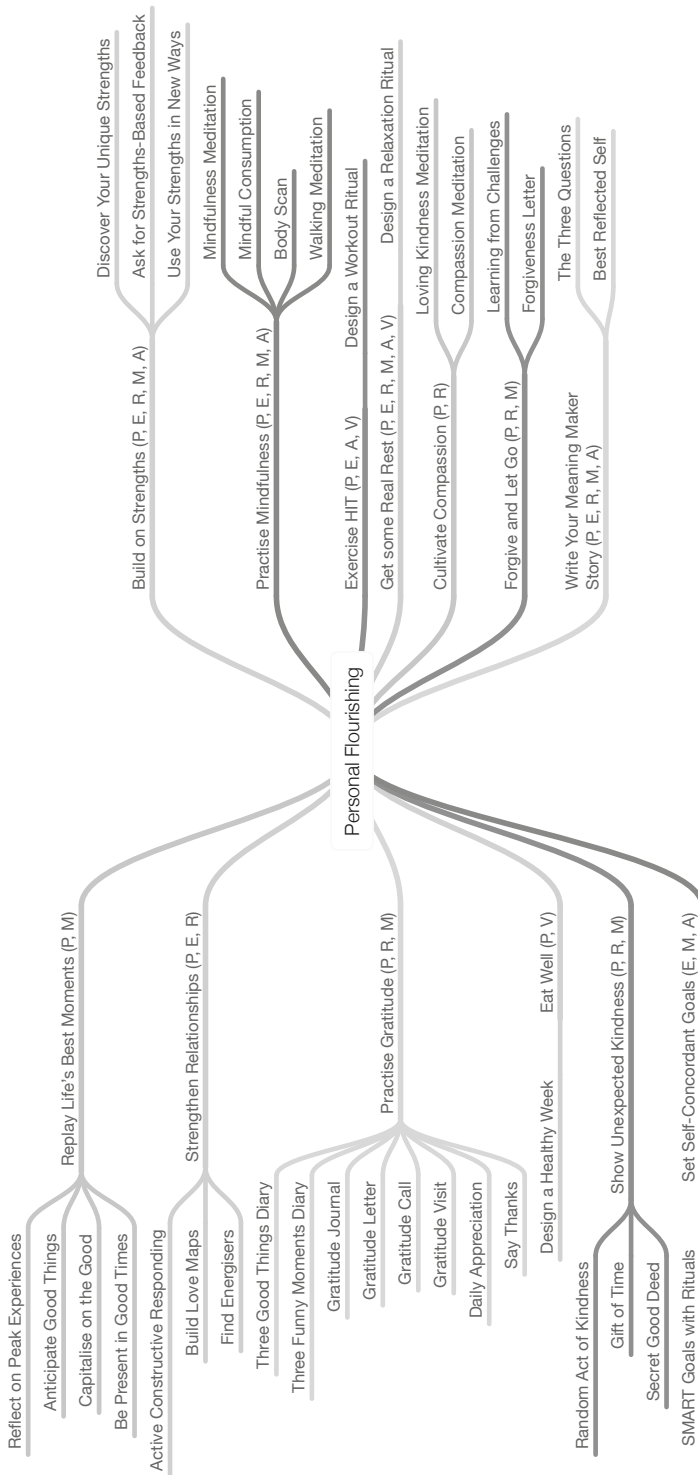 Personal Flourishing
Replay Life's Best Moments (P, M)
Reflect on Peak Experiences
Anticipate Good Things
Capitalise on the Good
Be Present in Good Times
Strengthen Relationships (P, E, R)
Active Constructive Responding
Build Love Maps
Find Energisers
Practise Gratitude (P, R, M)
Three Good Things Diary
Three Funny Moments Diary
Gratitude Journal
Gratitude Letter
Gratitude Call
Gratitude Visit
Daily Appreciation
Say Thanks
Eat Well (P, V)
Design a Healthy Week
Show Unexpected Kindness (P, R, M)
Random Act of Kindness
Gift of Time
Secret Good Deed
Set Self-Concordant Goals (E, M, A)
SMART Goals with Rituals
Build on Strengths (P, E, R, M, A)
Discover Your Unique Strengths
Ask for Strengths-Based Feedback
Use Your Strengths in New Ways
Practise Mindfulness (P, E, R, M, A)
Mindfulness Meditation
Mindful Consumption
Body Scan
Walking Meditation
Exercise HIT (P, E, A, V)
Design a Workout Ritual
Get some Real Rest (P, E, R, M, A, V)
Design a Relaxation Ritual
Cultivate Compassion (P, R)
Loving Kindness Meditation
Compassion Meditation
Forgive and Let Go (P, R, M)
Learning from Challenges
Forgiveness Letter
Write Your Meaning Maker
Story (P, E, R, M, A)
The Three Questions
Best Reflected Self